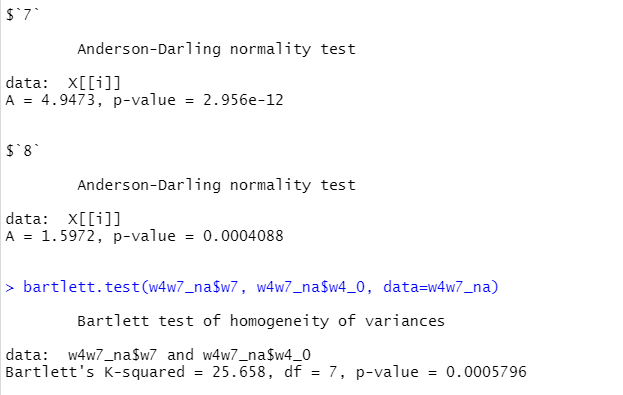 $`7`
Anderson-Darling normality test
data:  X[[i]]
A = 4.9473, p-value = 2.956e-12
$`8`
Anderson-Darling normality test
data:  X[[i]]
A = 1.5972, p-value = 0.0004088
> bartlett.test(w4w7_na$w7, w4w7_na$w4_0, data=w4w7_na)
Bartlett test of homogeneity of variances
data:  w4w7_na$w7 and w4w7_na$w4_0
Bartlett's K-squared = 25.658, df = 7, p-value = 0.0005796